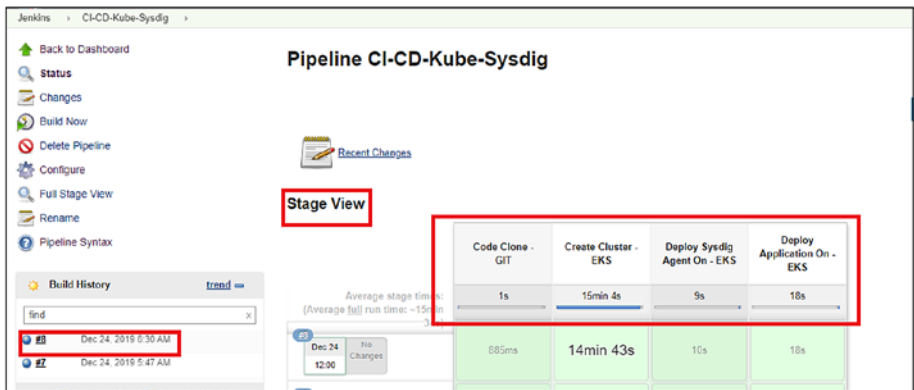 Jenkins › CI-CD-Kube-Sysdig ›
Back to Dashboard
Status
Changes
Build Now
Delete Pipeline
Configure
Full Stage View
Rename
Pipeline Syntax
Build History trend
find x
#8 Dec 24, 2019 6:30 AM
#7 Dec 24, 2019 5:47 AM
Pipeline CI-CD-Kube-Sysdig
Recent Changes
Stage View
Code Clone -
GIT
Create Cluster -
EKS
Deploy Sysdig
Agent On - EKS
Deploy
Application On -
EKS
Average stage times:
(Average full run time: ~15min
1s
15min 4s
9s
18s
Dec 24
12:00
No
Changes
885ms
14min 43s
10s
18s